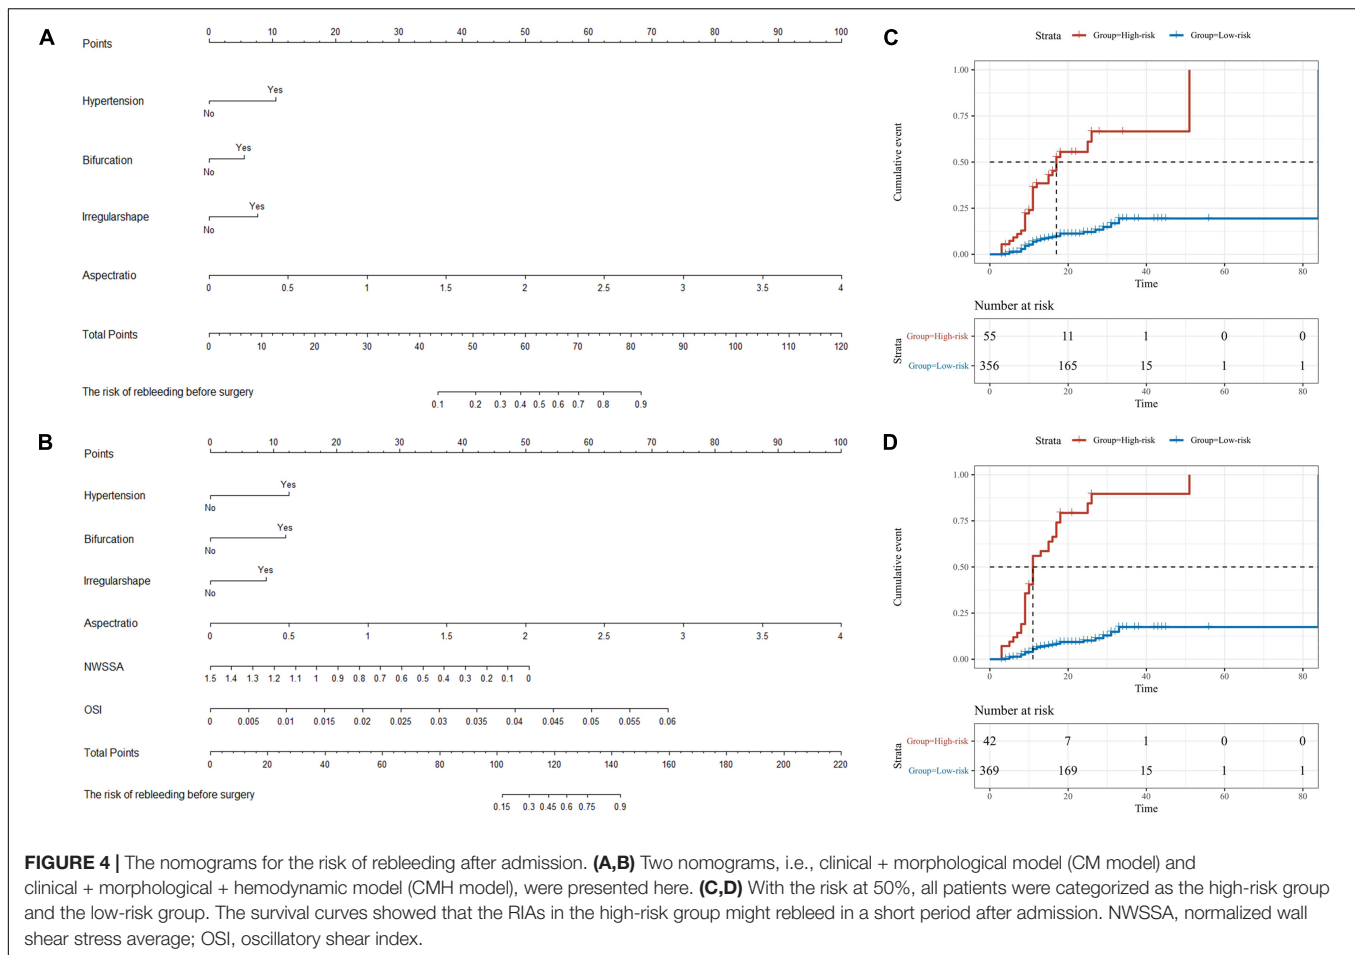 A
Points
0 10 20 30 40 50 60 70 80 90 100
Hypertension
Yes
No
Bifurcation
Yes
No
Irregularshape
Yes
No
Aspectratio
0 0.5 1 1.5 2 2.5 3 3.5 4
Total Points
0 10 20 30 40 50 60 70 80 90 100 110 120
The risk of rebleeding before surgery
0.1 0.2 0.3 0.4 0.5 0.6 0.7 0.8 0.9
B
Points
0 10 20 30 40 50 60 70 80 90 100
Hypertension
Yes
No
Bifurcation
Yes
No
Irregularshape
Yes
No
Aspectratio
0 0.5 1 1.5 2 2.5 3 3.5 4
NWSSA
1.5 1.4 1.3 1.2 1.1 1 0.9 0.8 0.7 0.6 0.5 0.4 0.3 0.2 0.1 0
OSI
0 0.005 0.01 0.015 0.02 0.025 0.03 0.035 0.04 0.045 0.05 0.055 0.06
Total Points
0 20 40 60 80 100 120 140 160 180 200 220
The risk of rebleeding before surgery
0.15 0.3 0.45 0.6 0.75 0.9
C
Strata Group=High-risk Group=Low-risk
Cumulative event
1.00
0.75
0.50
0.25
0.00
0 20 40 60 80
Time
Number at risk
Strata
Group=High-risk 55 11 1 0 0
Group=Low-risk 356 165 15 1 1
0 20 40 60 80
Time
D
Strata Group=High-risk Group=Low-risk
Cumulative event
1.00
0.75
0.50
0.25
0.00
0 20 40 60 80
Time
Number at risk
Strata
Group=High-risk 42 7 1 0 0
Group=Low-risk 369 169 15 1 1
0 20 40 60 80
Time
FIGURE 4 | The nomograms for the risk of rebleeding after admission. (A,B) Two nomograms, i.e., clinical + morphological model (CM model) and
clinical + morphological + hemodynamic model (CMH model), were presented here. (C,D) With the risk at 50%, all patients were categorized as the high-risk group
and the low-risk group. The survival curves showed that the RIAs in the high-risk group might rebleed in a short period after admission. NWSSA, normalized wall
shear stress average; OSI, oscillatory shear index.